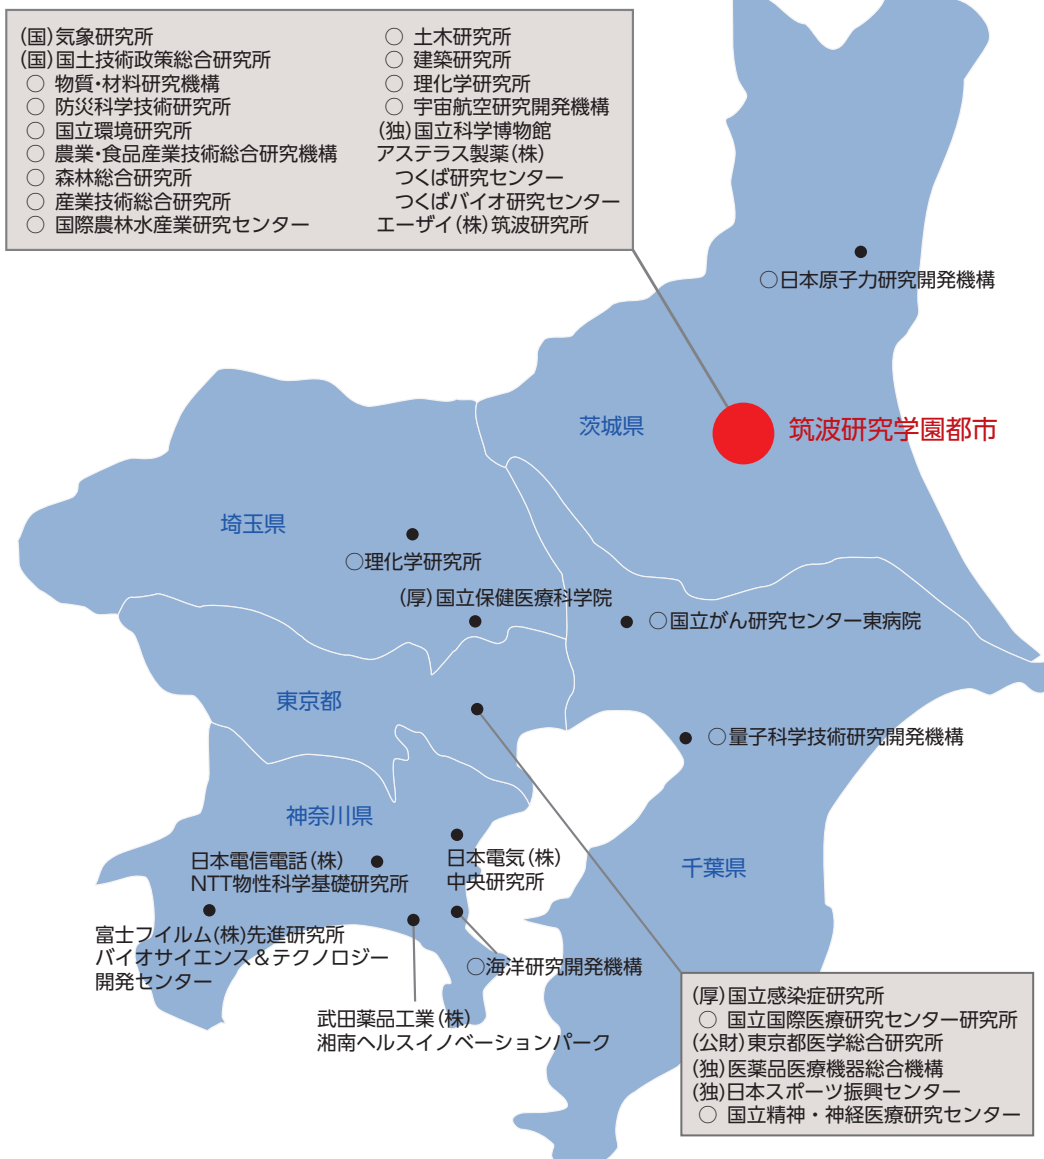 (国)気象研究所
(国)国土技術政策総合研究所
○ 物質・材料研究機構
○ 防災科学技術研究所
○ 国立環境研究所
○ 農業・食品産業技術総合研究機構
○ 森林総合研究所
○ 産業技術総合研究所
○ 国際農林水産業研究センター
○ 土木研究所
○ 建築研究所
○ 理化学研究所
○ 宇宙航空研究開発機構
(独)国立科学博物館
アステラス製薬(株)
つくば研究センター
つくばバイオ研究センター
エーザイ(株)筑波研究所
○日本原子力研究開発機構
茨城県
筑波研究学園都市
埼玉県
○理化学研究所
(厚)国立保健医療科学院
○国立がん研究センター東病院
東京都
○量子科学技術研究開発機構
神奈川県
日本電信電話(株)
NTT物性科学基礎研究所
日本電気(株)
中央研究所
千葉県
富士フイルム(株)先進研究所
バイオサイエンス&テクノロジー
開発センター
○海洋研究開発機構
武田薬品工業(株)
湘南ヘルスイノベーションパーク
(厚)国立感染症研究所
○ 国立国際医療研究センター研究所
(公財)東京都医学総合研究所
(独)医薬品医療機器総合機構
(独)日本スポーツ振興センター
○ 国立精神・神経医療研究センター